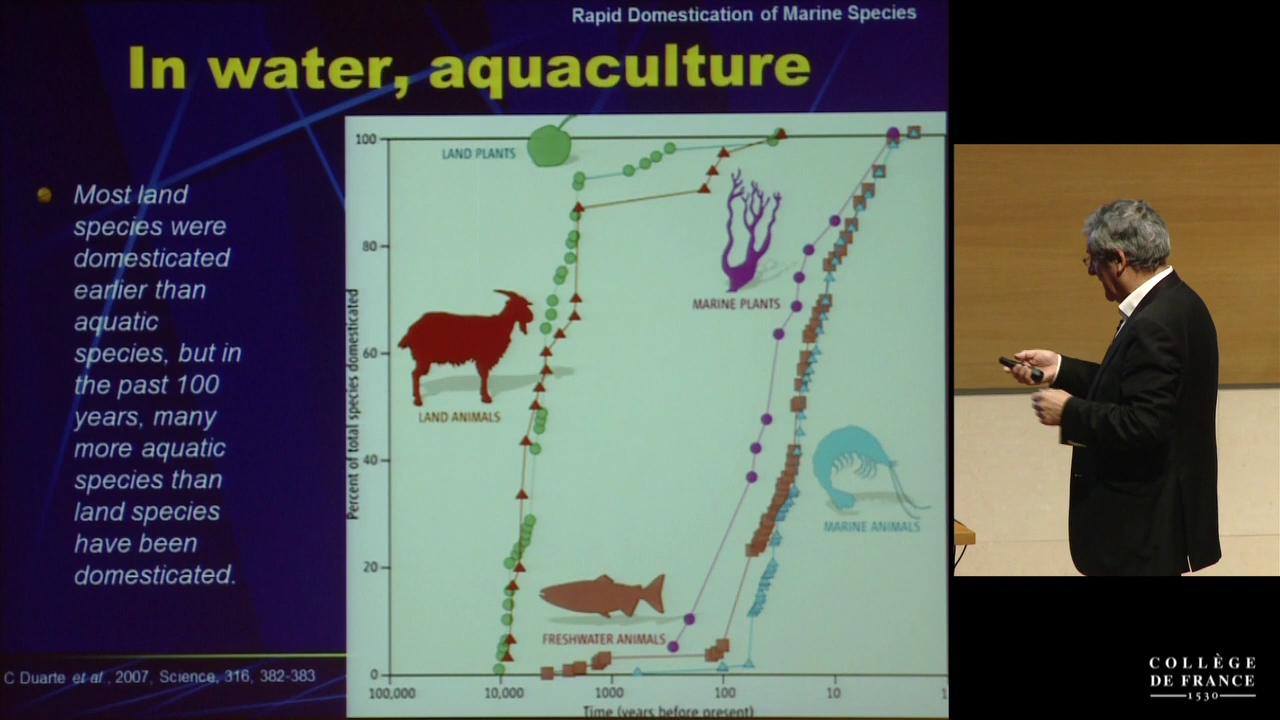 Rapid Domestication of Marine Species
In water, aquaculture
Most land
species were
domesticated
earlier than
aquatic
species, but in
the past 100
years, many
more aquatic
species than
land species
have been
domesticated.
C Duarte et al , 2007, Science, 316, 382-383
Percent of total species domesticated
100
80
60
40
20
0
LAND PLANTS
MARINE PLANTS
LAND ANIMALS
MARINE ANIMALS
FRESHWATER ANIMALS
100,000
10,000
1000
100
10
1
Time (years before present)
COLLÈGE
DE FRANCE
1530